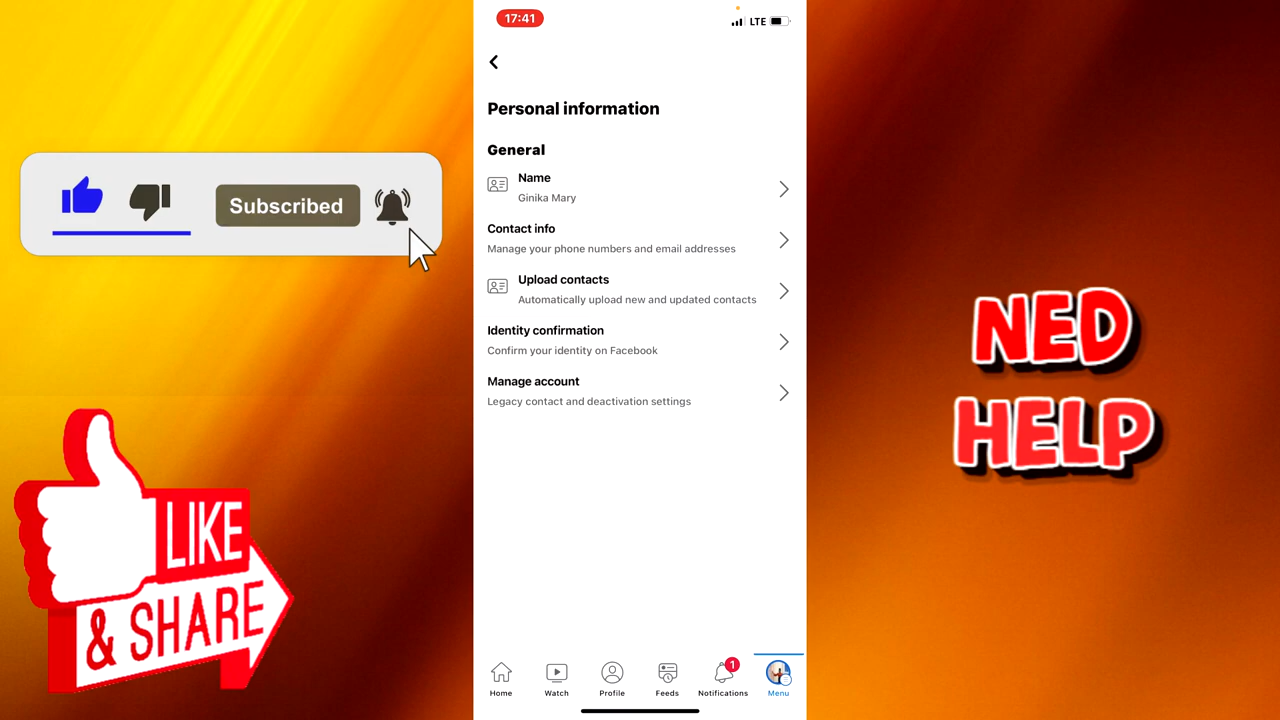 17:41
LTE
Personal information
General
Name
Ginika Mary
Contact info
Manage your phone numbers and email addresses
Upload contacts
Automatically upload new and updated contacts
Identity confirmation
Confirm your identity on Facebook
Manage account
Legacy contact and deactivation settings
Home
Watch
Profile
Feeds
1
Notifications
Menu
Subscribed
LIKE
& SHARE
NED
HELP